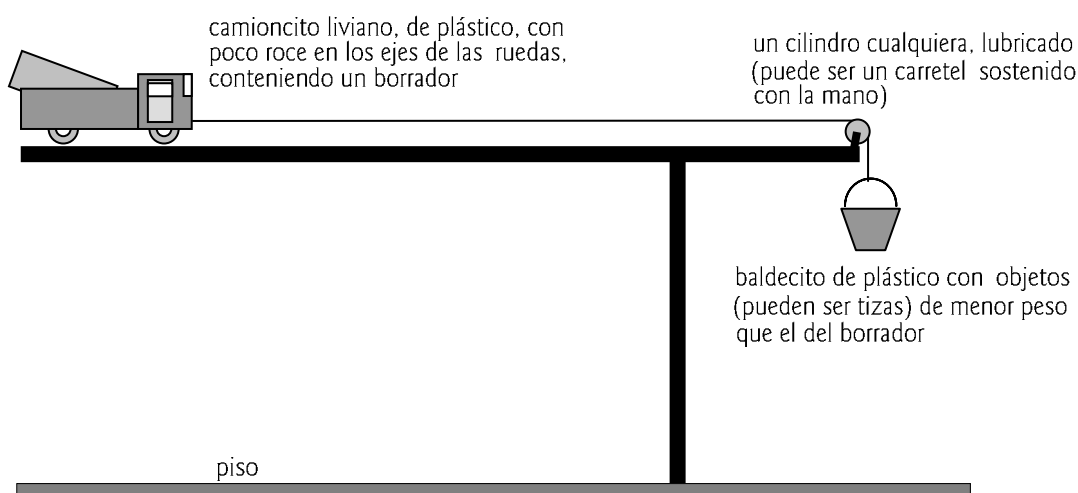 camioncito liviano, de plástico, con
poco roce en los ejes de las ruedas,
conteniendo un borrador
un cilindro cualquiera, lubricado
(puede ser un carretel sostenido
con la mano)
baldecito de plástico con objetos
(pueden ser tizas) de menor peso
que el del borrador
piso